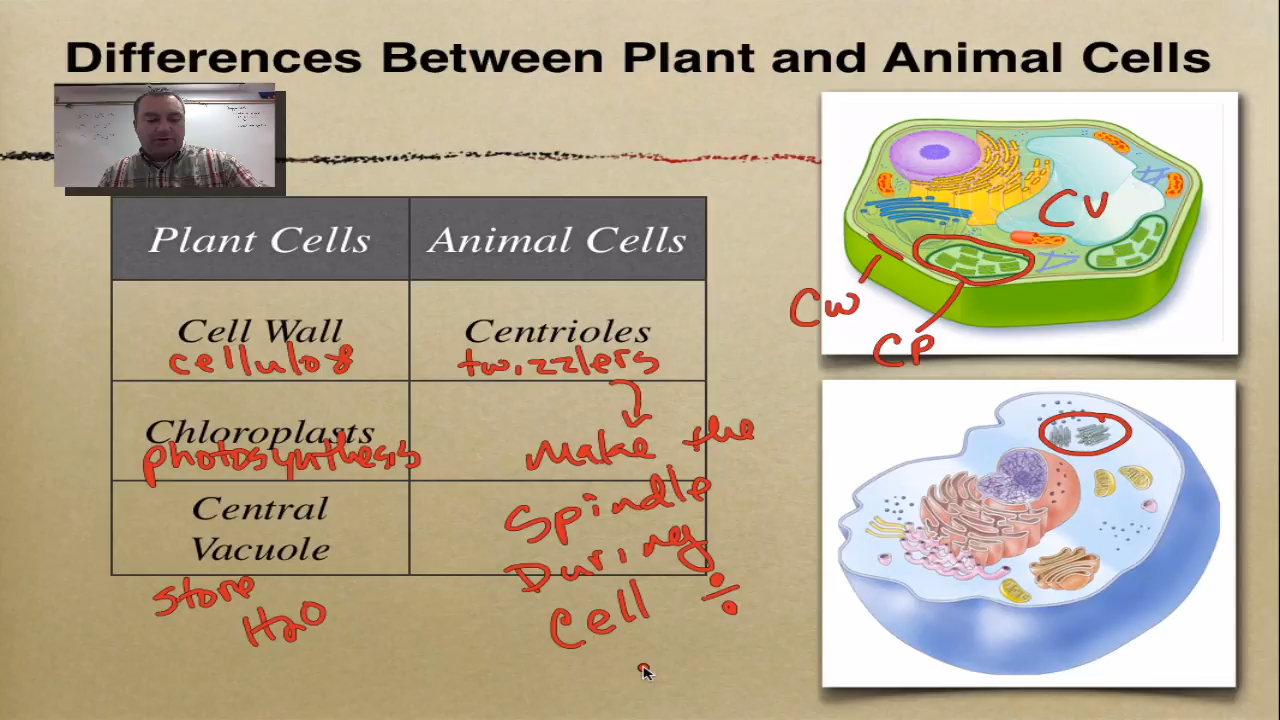 Differences Between Plant and Animal Cells
Plant Cells
Animal Cells
Cell Wall
cellulose
Centrioles
twizzlers
Chloroplasts
photosynthesis
Make the
Spindle
During
Cell %
Central
Vacuole
store
H2O
CV
CW
CP